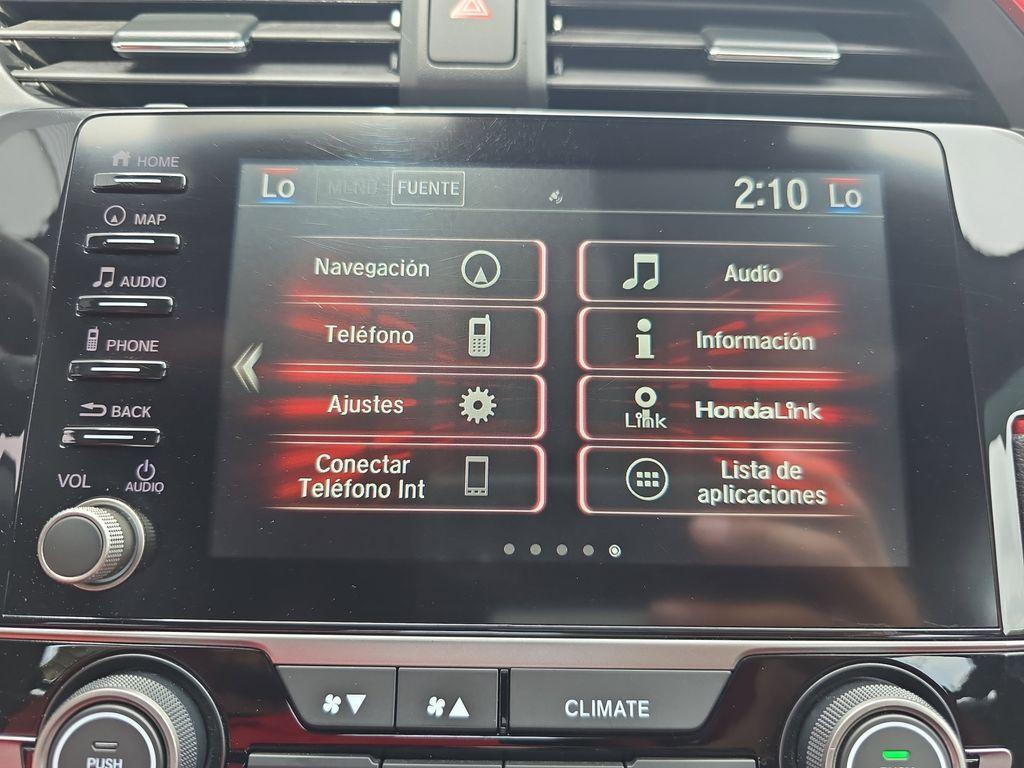 HOME
MAP
AUDIO
PHONE
BACK
VOL
AUDIO
Lo MENÚ FUENTE 2:10 Lo
Navegación
Audio
Teléfono
Información
Ajustes
Link HondaLink
Conectar
Teléfono Int
Lista de
aplicaciones
CLIMATE
PUSH